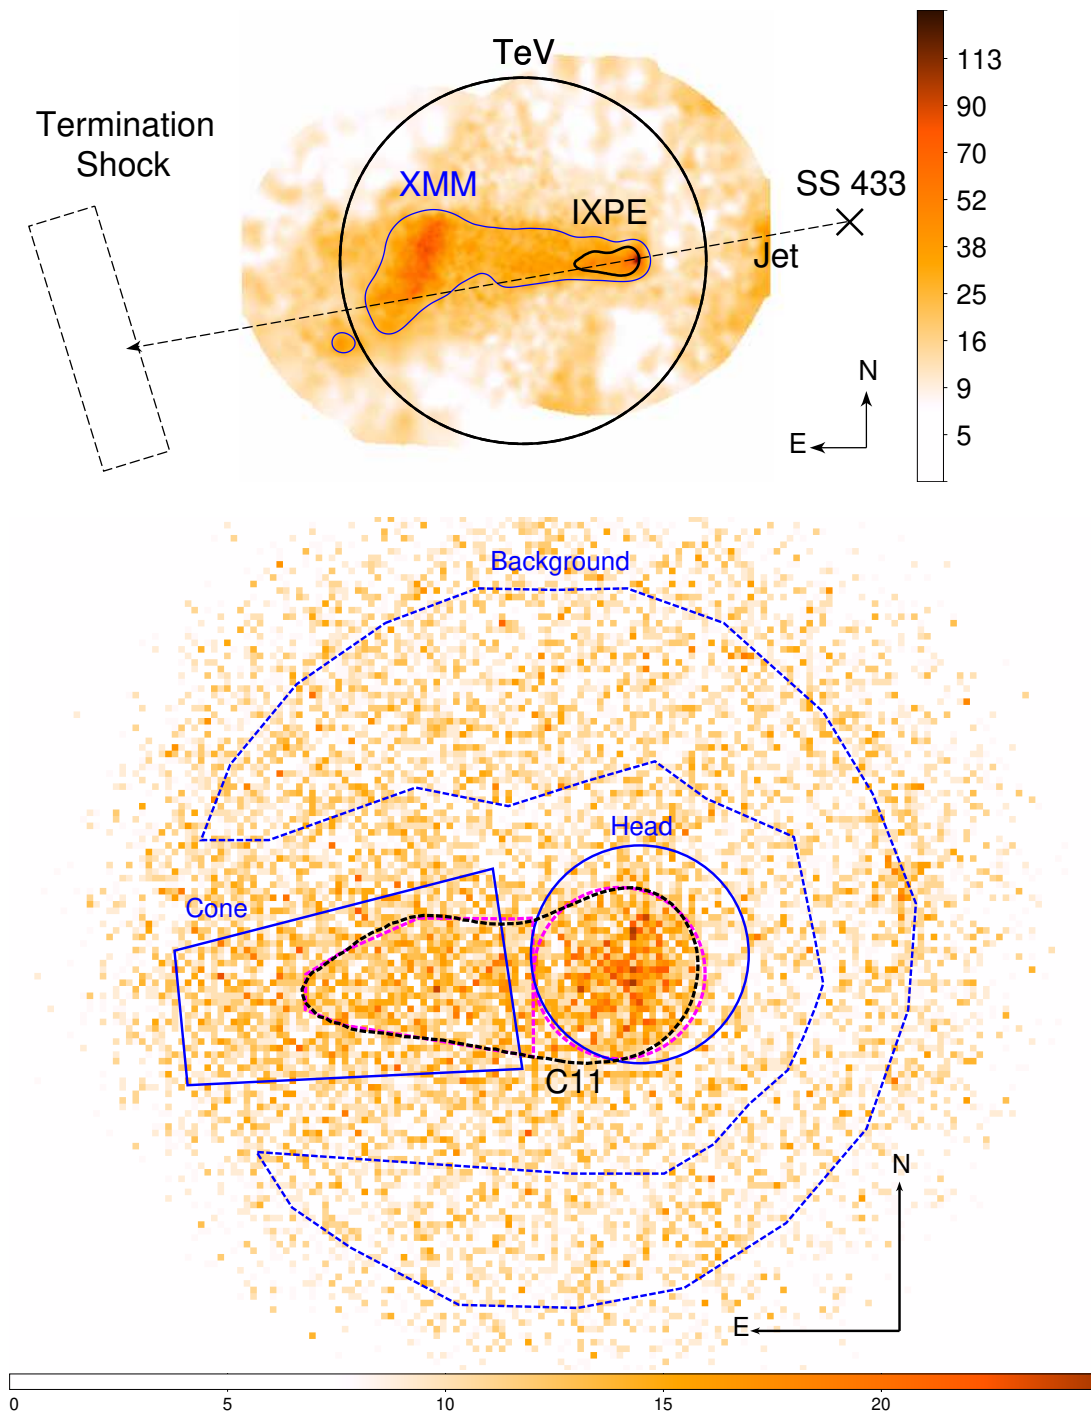 TeV
Termination
Shock
XMM
IXPE
SS 433
Jet
N
E
113
90
70
52
38
25
16
9
5
Background
Head
Cone
C11
N
E
0
5
10
15
20